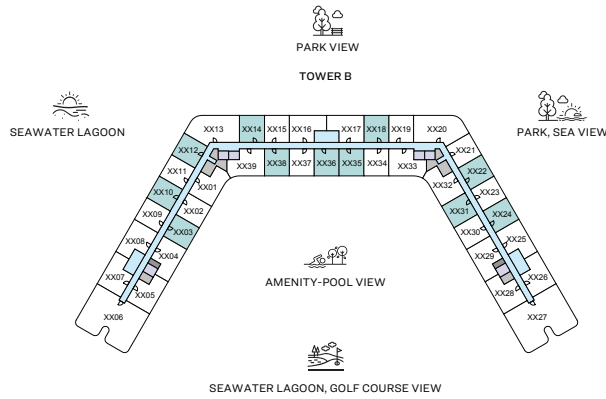 PARK VIEW
TOWER B
SEAWATER LAGOON
PARK, SEA VIEW
XX13
XX14
XX15
XX16
XX17
XX18
XX19
XX20
XX12
XX21
XX11
XX39
XX38
XX37
XX36
XX35
XX34
XX33
XX22
XX10
XX01
XX32
XX23
XX09
XX02
XX31
XX24
XX08
XX03
XX30
XX25
XX07
XX04
XX29
XX26
XX05
XX28
XX06
XX27
AMENITY-POOL VIEW
SEAWATER LAGOON, GOLF COURSE VIEW